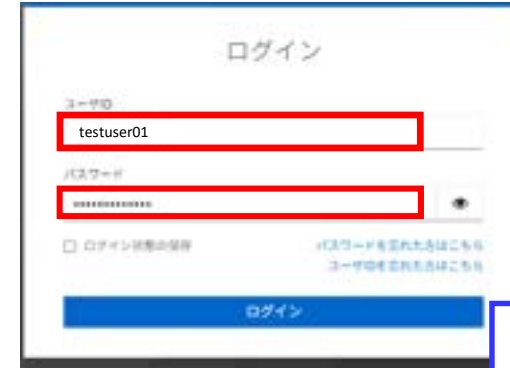 ログイン
ユーザID
testuser01
パスワード
ログイン状態の保存
パスワードを忘れた方はこちら
ユーザIDを忘れた方はこちら
ログイン